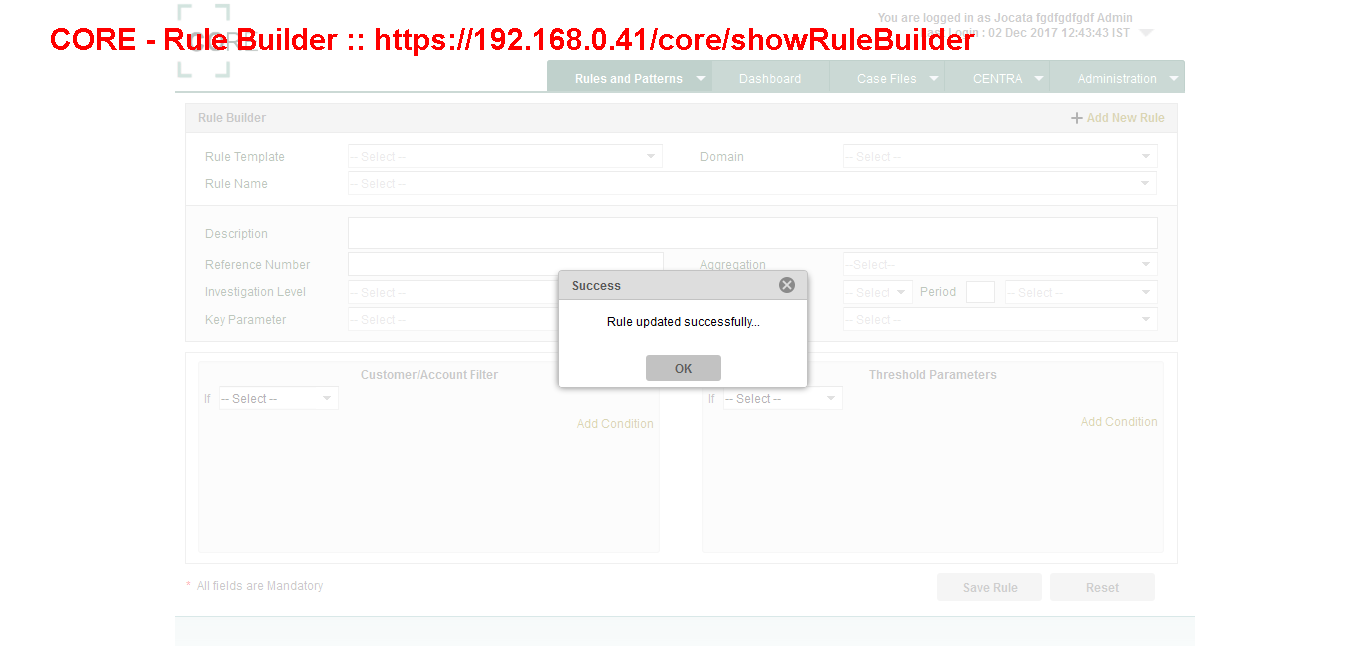 You are logged in as Jocata fgdfgdfgdf Admin
CORE - Rule Builder :: https://192.168.0.41/core/showRuleBuilder
Login : 02 Dec 2017 12:43:43 IST
CORE
Rules and Patterns Dashboard Case Files CENTRA Administration
Rule Builder Add New Rule
Rule Template -- Select -- Domain -- Select --
Rule Name -- Select --
Description
Reference Number Aggregation --Select--
Investigation Level -- Select -- -- Select Period -- Select --
Key Parameter -- Select -- -- Select --
Success
Rule updated successfully...
OK
Customer/Account Filter Threshold Parameters
If -- Select -- If -- Select --
Add Condition Add Condition
* All fields are Mandatory Save Rule Reset